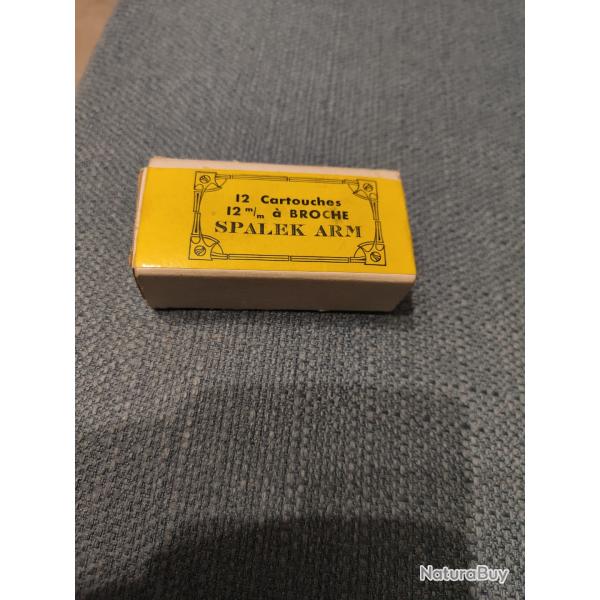 12 Cartouches
12 m/m à BROCHE
SPALEK ARM
NaturaBuy